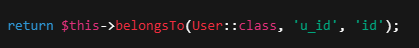 return $this->belongsTo(User::class, 'u_id', 'id');